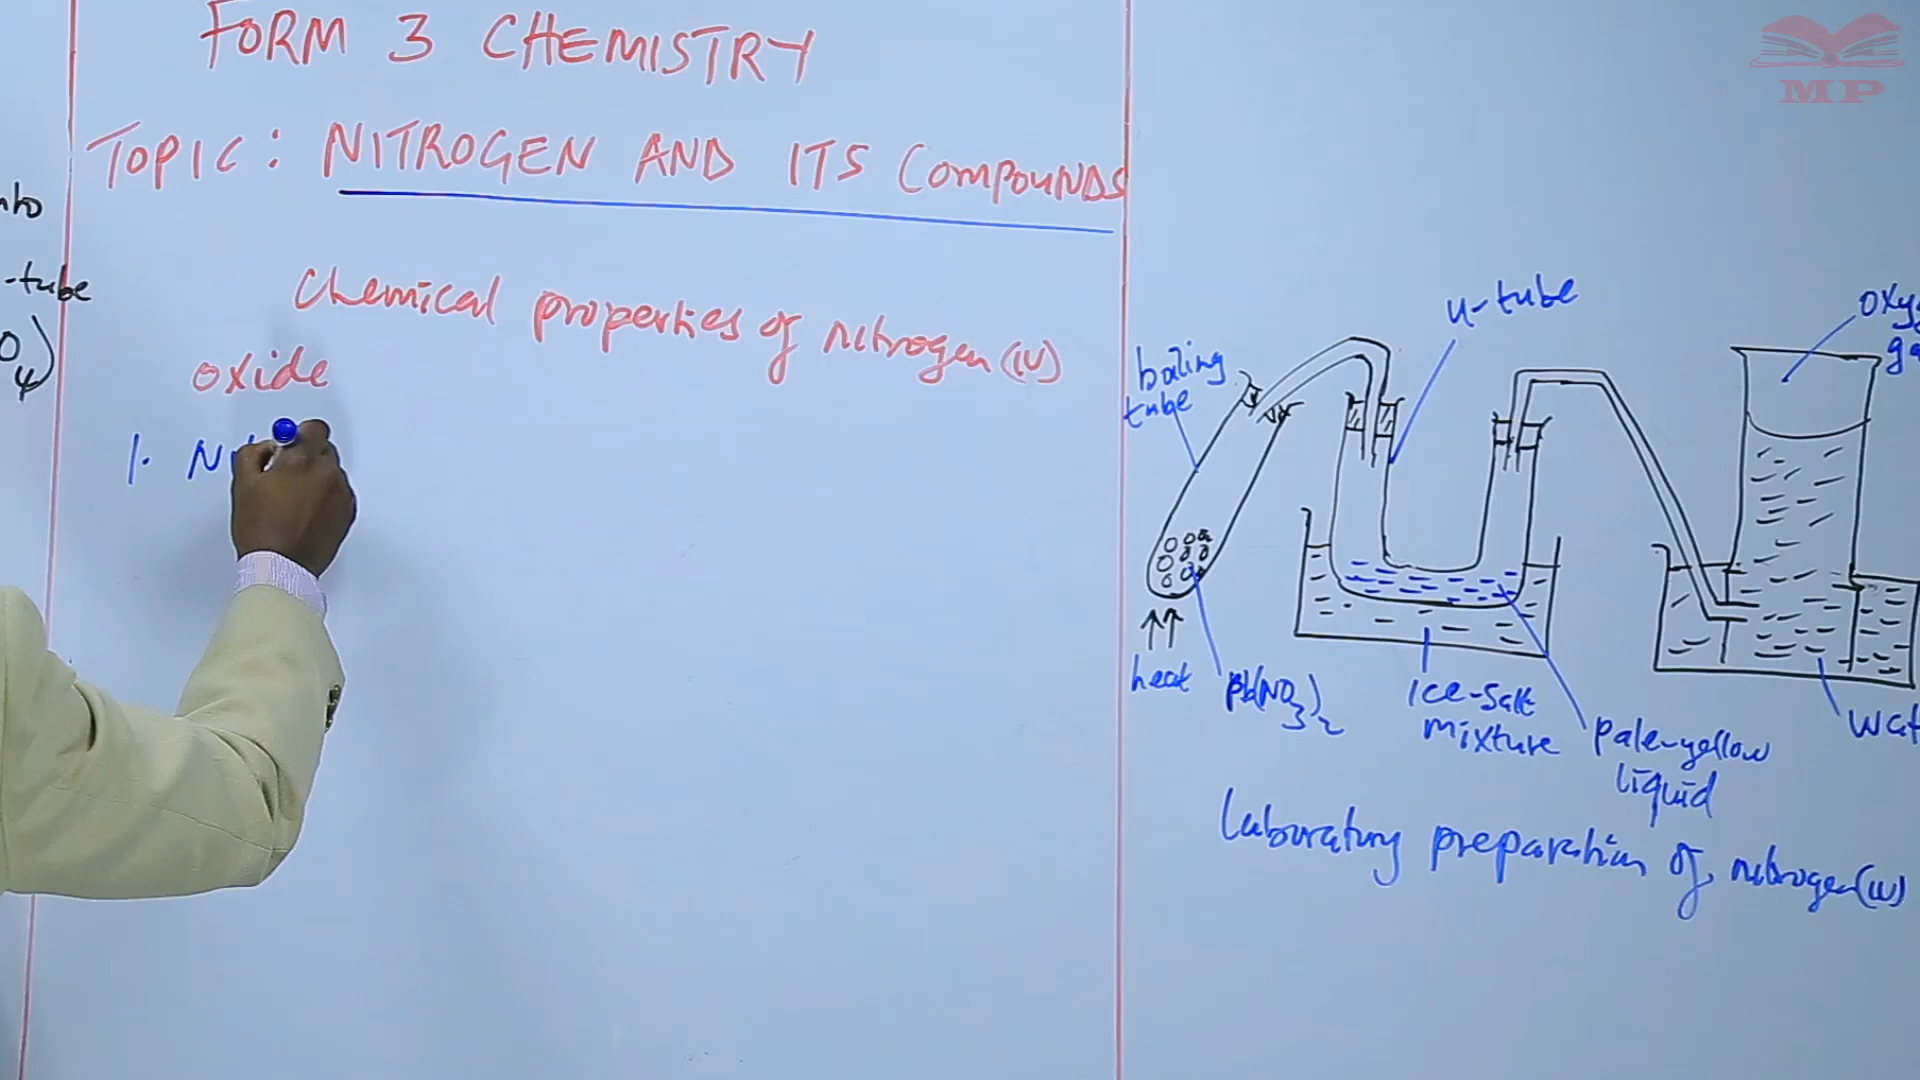 FORM 3 CHEMISTRY
TOPIC: NITROGEN AND ITS COMPOUNDS
-tube
O4)
Chemical properties of nitrogen (IV)
oxide
1.
boiling
tube
u-tube
heat
Pb(NO3)2
ice-salt
mixture
pale-yellow
liquid
Laboratory preparation of nitrogen (IV)
MP